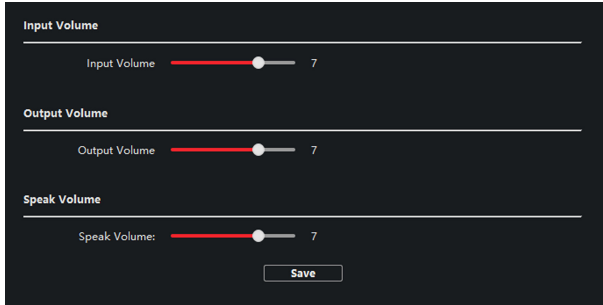 Input Volume
Input Volume 7
Output Volume
Output Volume 7
Speak Volume
Speak Volume: 7
Save